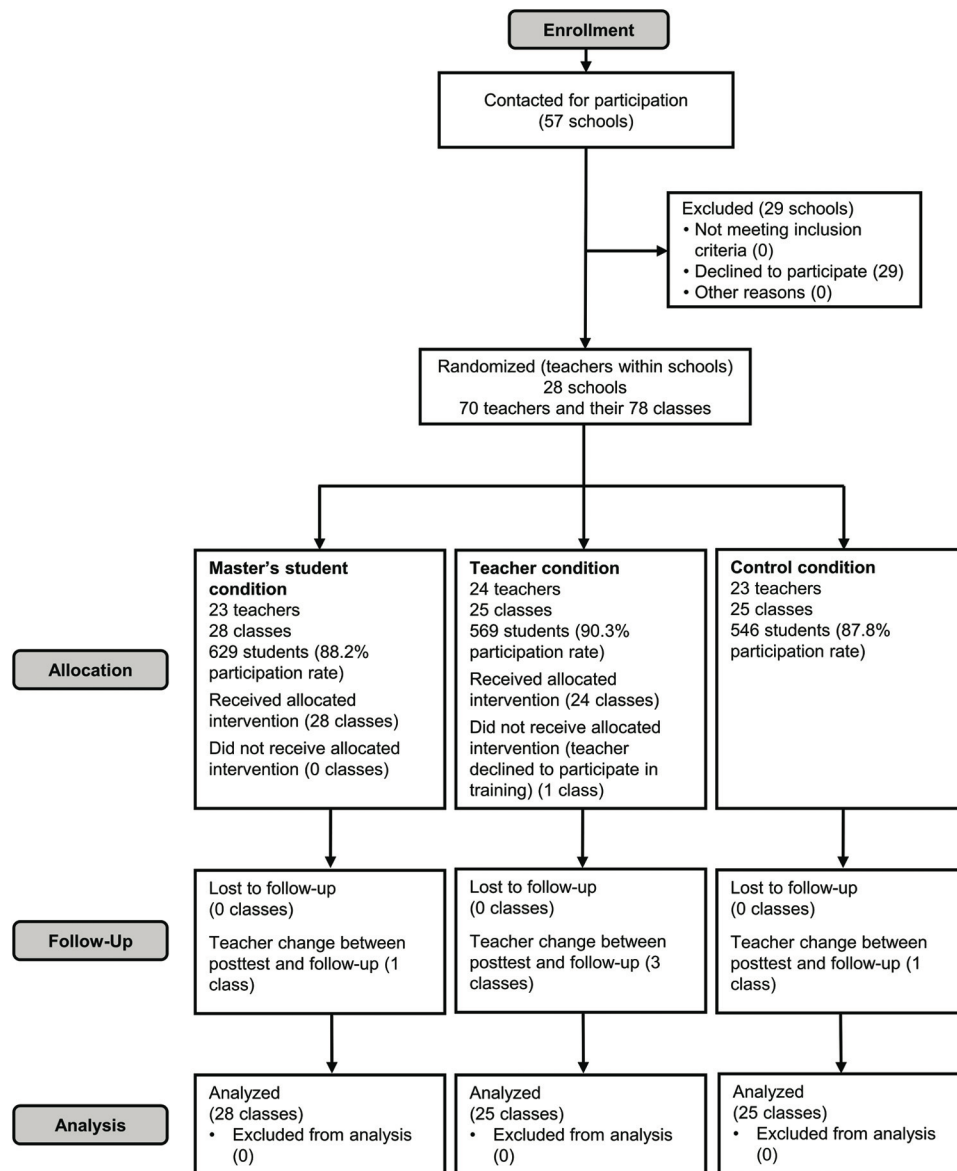 Enrollment
Contacted for participation
(57 schools)
Excluded (29 schools)
• Not meeting inclusion
criteria (0)
• Declined to participate (29)
• Other reasons (0)
Randomized (teachers within schools)
28 schools
70 teachers and their 78 classes
Allocation
Master's student
condition
23 teachers
28 classes
629 students (88.2%
participation rate)
Received allocated
intervention (28 classes)
Did not receive allocated
intervention (0 classes)
Teacher condition
24 teachers
25 classes
569 students (90.3%
participation rate)
Received allocated
intervention (24 classes)
Did not receive allocated
intervention (teacher
declined to participate in
training) (1 class)
Control condition
23 teachers
25 classes
546 students (87.8%
participation rate)
Follow-Up
Lost to follow-up
(0 classes)
Teacher change between
posttest and follow-up (1
class)
Lost to follow-up
(0 classes)
Teacher change between
posttest and follow-up (3
classes)
Lost to follow-up
(0 classes)
Teacher change between
posttest and follow-up (1
class)
Analysis
Analyzed
(28 classes)
• Excluded from analysis
(0)
Analyzed
(25 classes)
• Excluded from analysis
(0)
Analyzed
(25 classes)
• Excluded from analysis
(0)